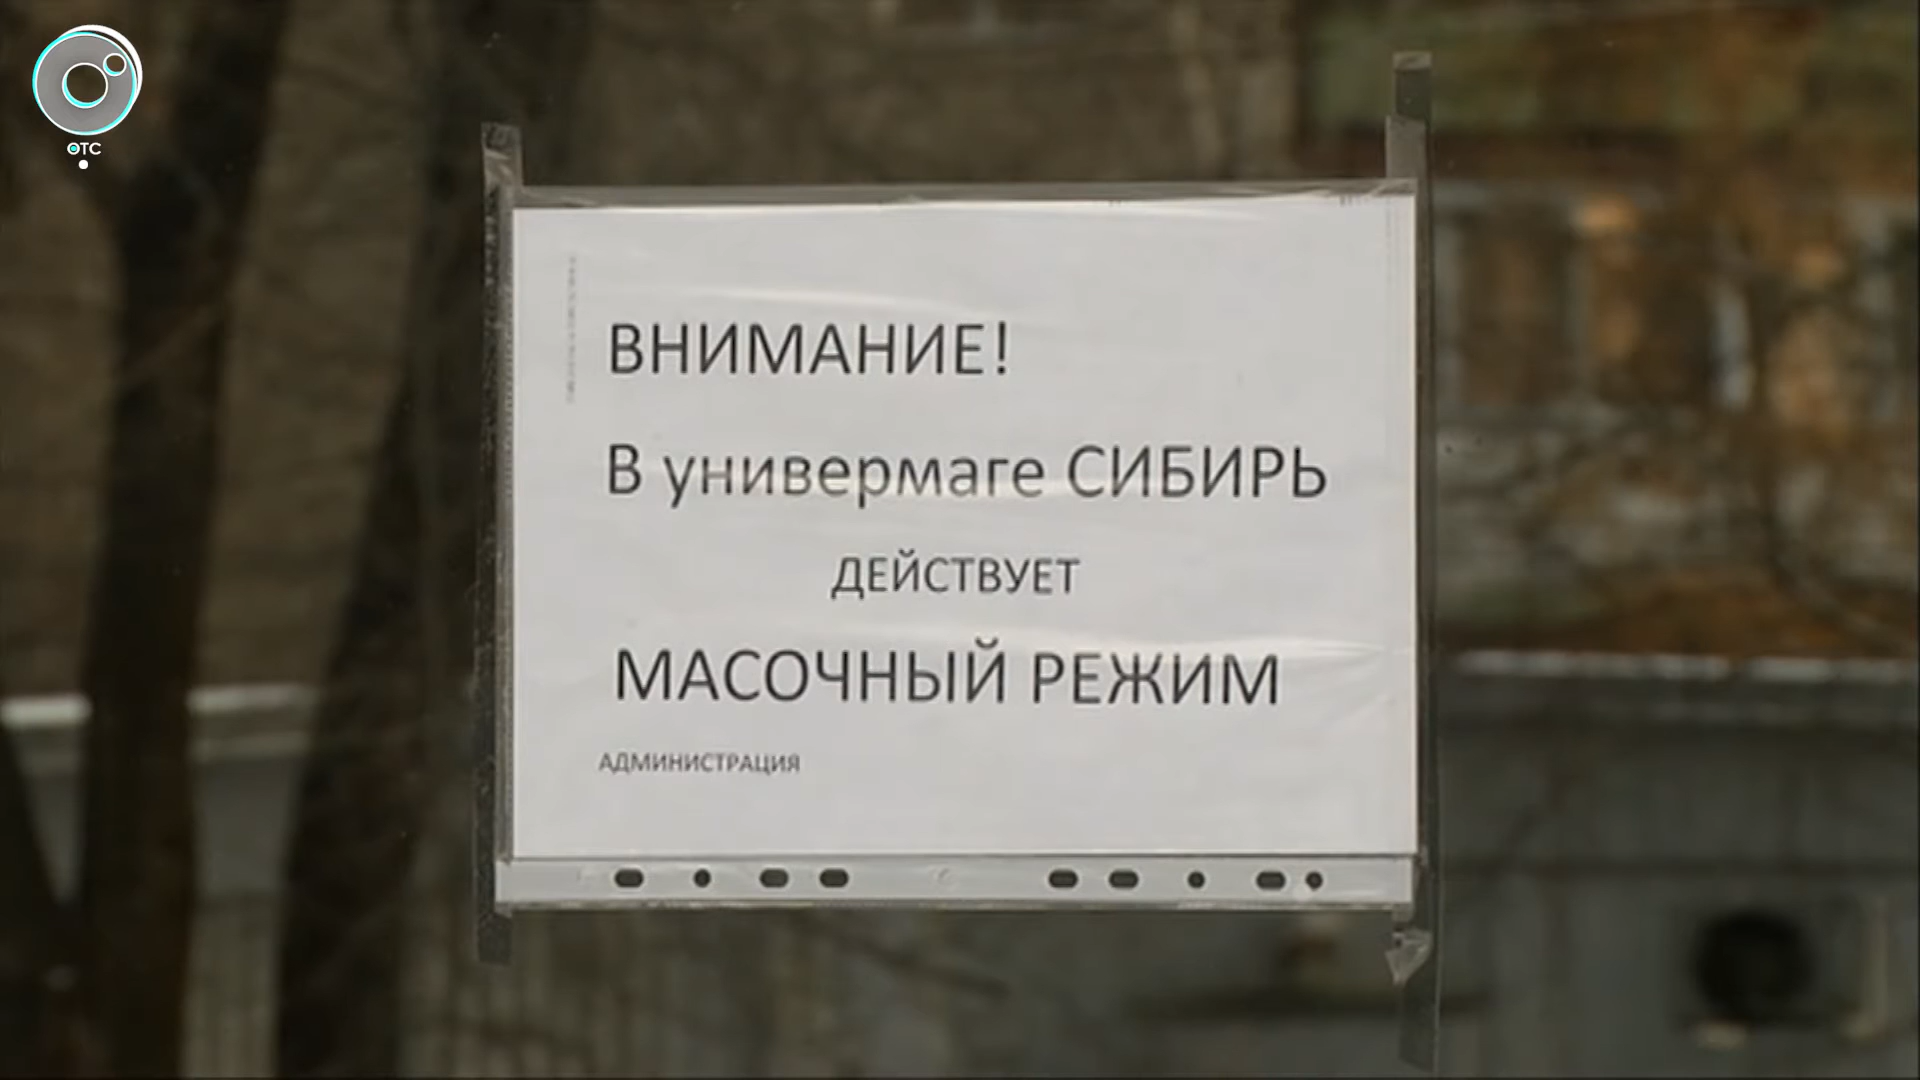 ОТС
ВНИМАНИЕ!
В универмаге СИБИРЬ
ДЕЙСТВУЕТ
МАСОЧНЫЙ РЕЖИМ
АДМИНИСТРАЦИЯ